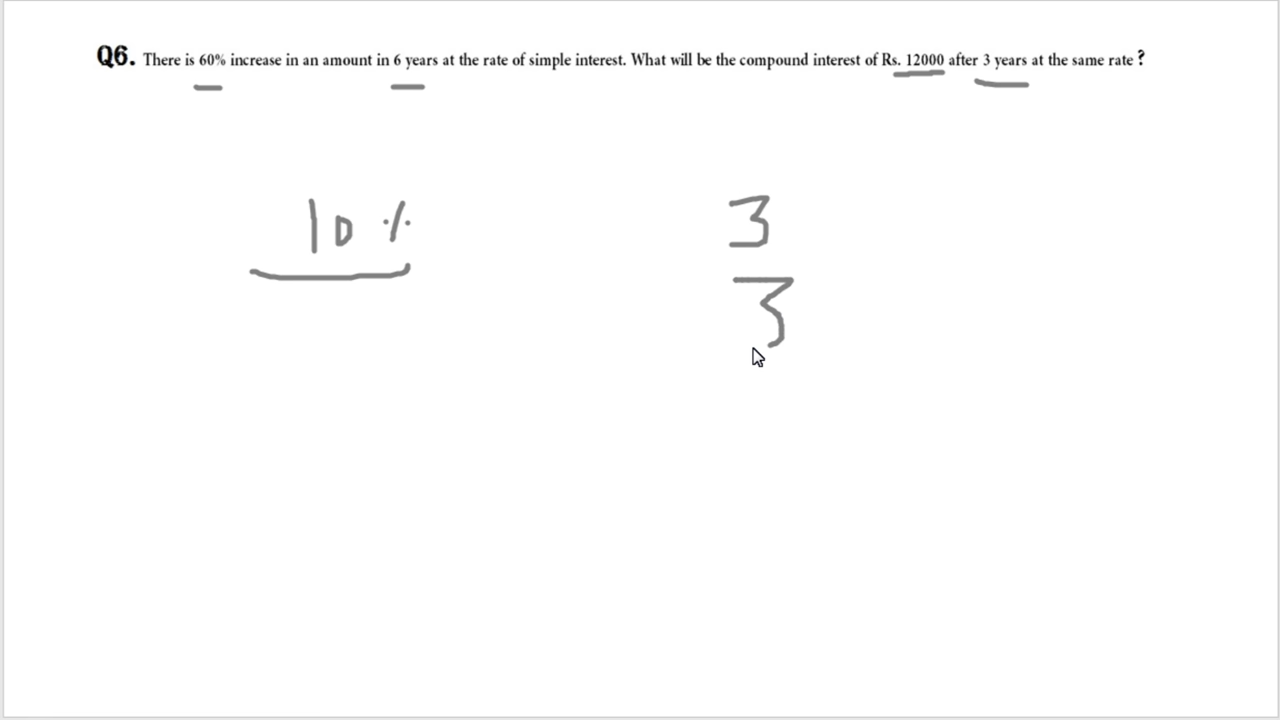 Q6. There is 60% increase in an amount in 6 years at the rate of simple interest. What will be the compound interest of Rs. 12000 after 3 years at the same rate ?
10 %
3
3